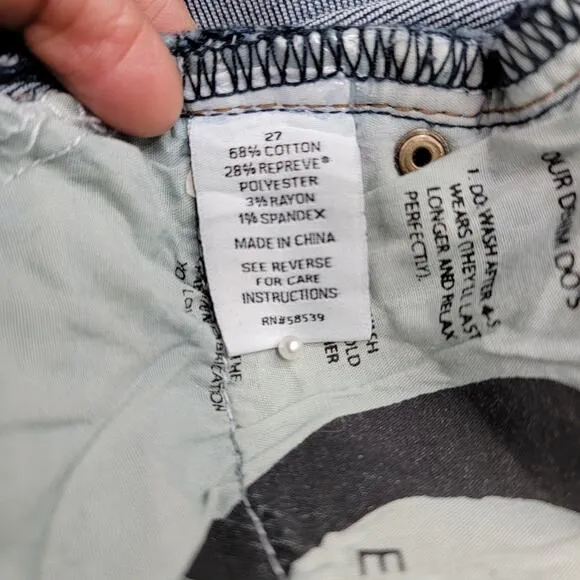 27
68% COTTON
28% REPREVE®
POLYESTER
3% RAYON
1% SPANDEX
MADE IN CHINA
SEE REVERSE
FOR CARE
INSTRUCTIONS
RN#58539
OUR DENIM DO'S
1. DO: WASH AFTER 4-5
WEARS (THEY'LL LAST
LONGER AND RELAX
PERFECTLY).
E